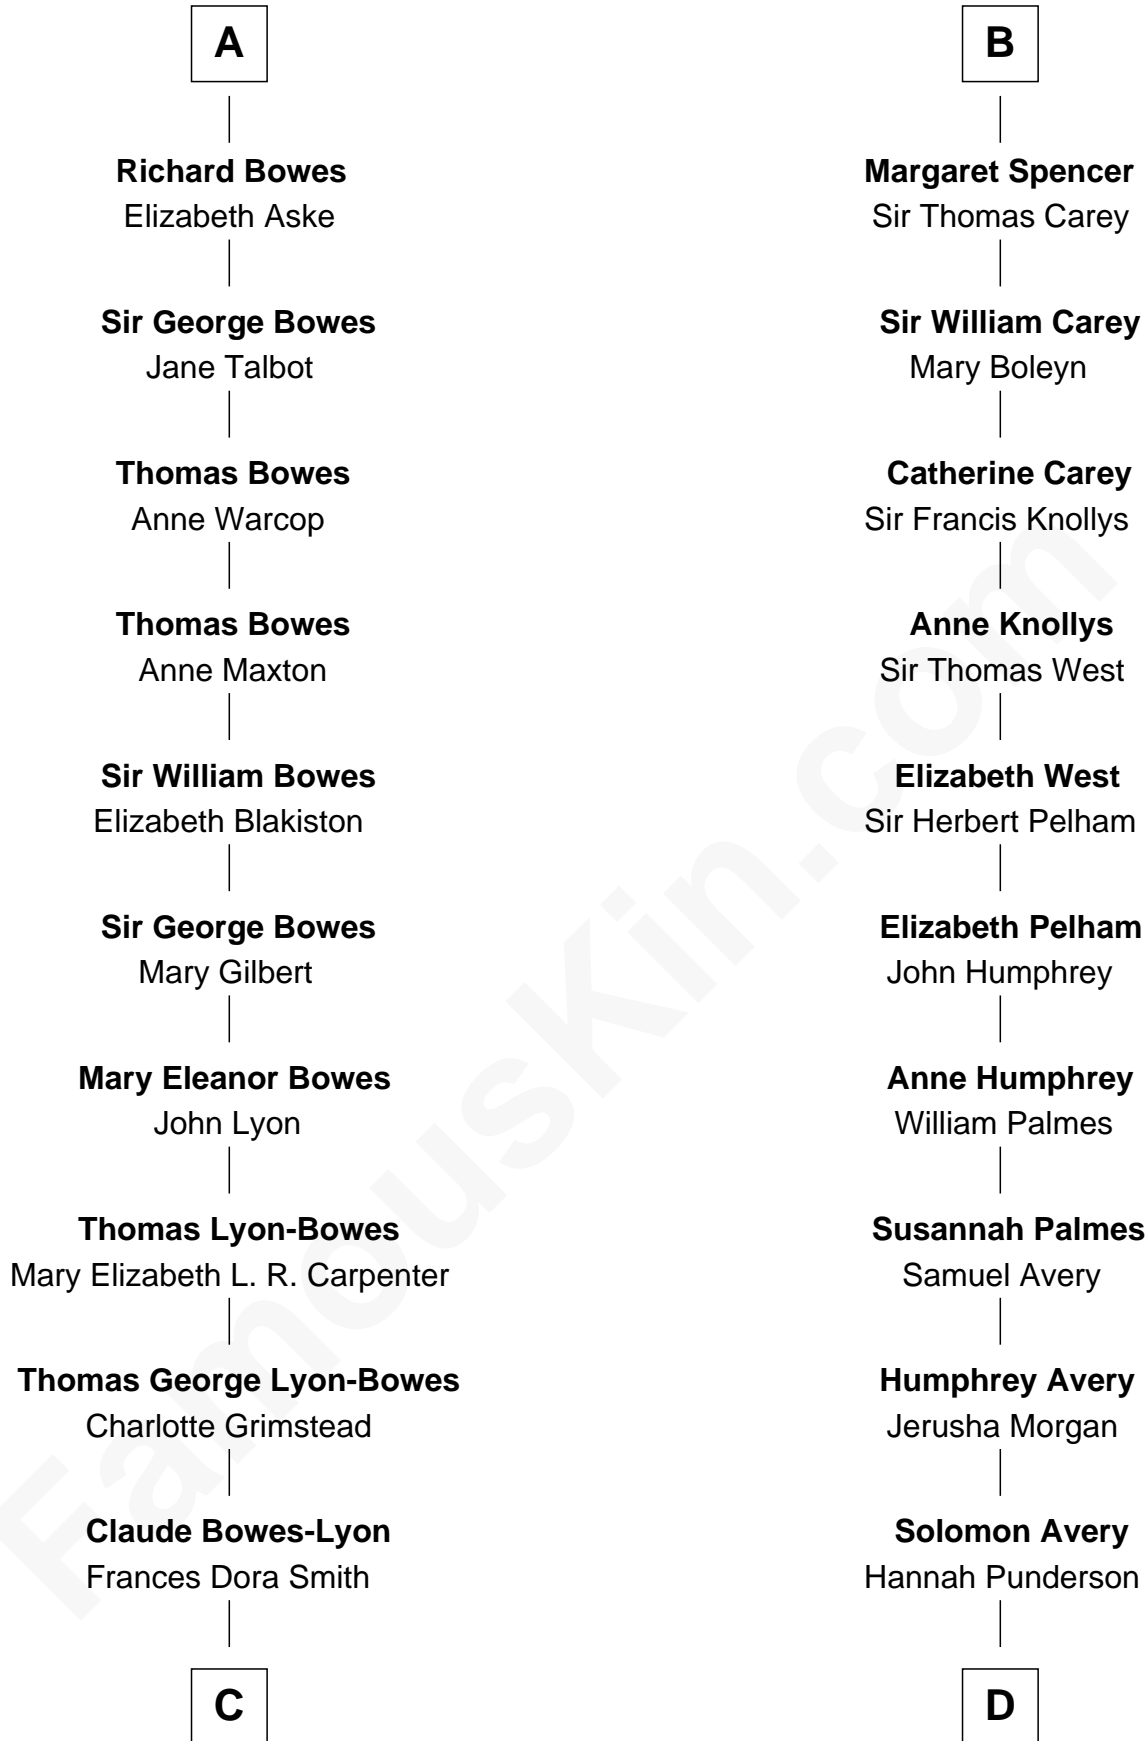 A
Richard Bowes
Elizabeth Aske
Sir George Bowes
Jane Talbot
Thomas Bowes
Anne Warcop
Thomas Bowes
Anne Maxton
Sir William Bowes
Elizabeth Blakiston
Sir George Bowes
Mary Gilbert
Mary Eleanor Bowes
John Lyon
Thomas Lyon-Bowes
Mary Elizabeth L. R. Carpenter
Thomas George Lyon-Bowes
Charlotte Grimstead
Claude Bowes-Lyon
Frances Dora Smith
C
B
Margaret Spencer
Sir Thomas Carey
Sir William Carey
Mary Boleyn
Catherine Carey
Sir Francis Knollys
Anne Knollys
Sir Thomas West
Elizabeth West
Sir Herbert Pelham
Elizabeth Pelham
John Humphrey
Anne Humphrey
William Palmes
Susannah Palmes
Samuel Avery
Humphrey Avery
Jerusha Morgan
Solomon Avery
Hannah Punderson
D
FamousKin.com